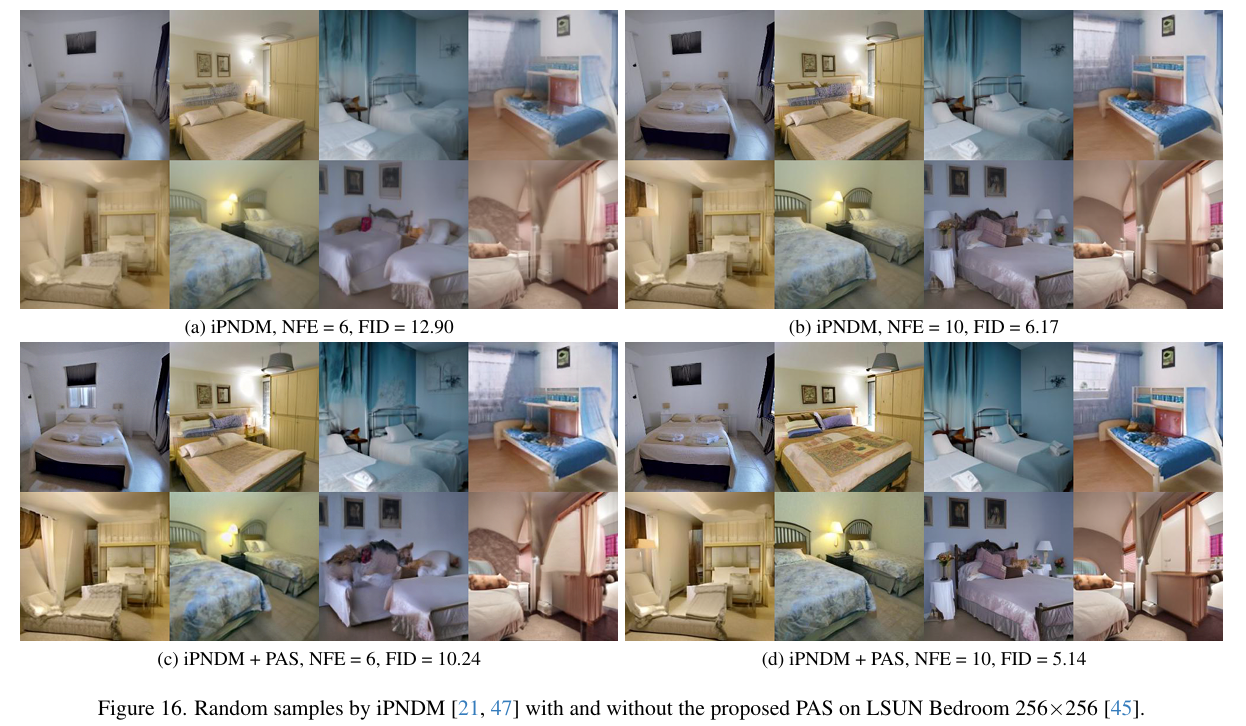 (a) iPNDM, NFE = 6, FID = 12.90
(b) iPNDM, NFE = 10, FID = 6.17
(c) iPNDM + PAS, NFE = 6, FID = 10.24
(d) iPNDM + PAS, NFE = 10, FID = 5.14
Figure 16. Random samples by iPNDM [21, 47] with and without the proposed PAS on LSUN Bedroom 256×256 [45].